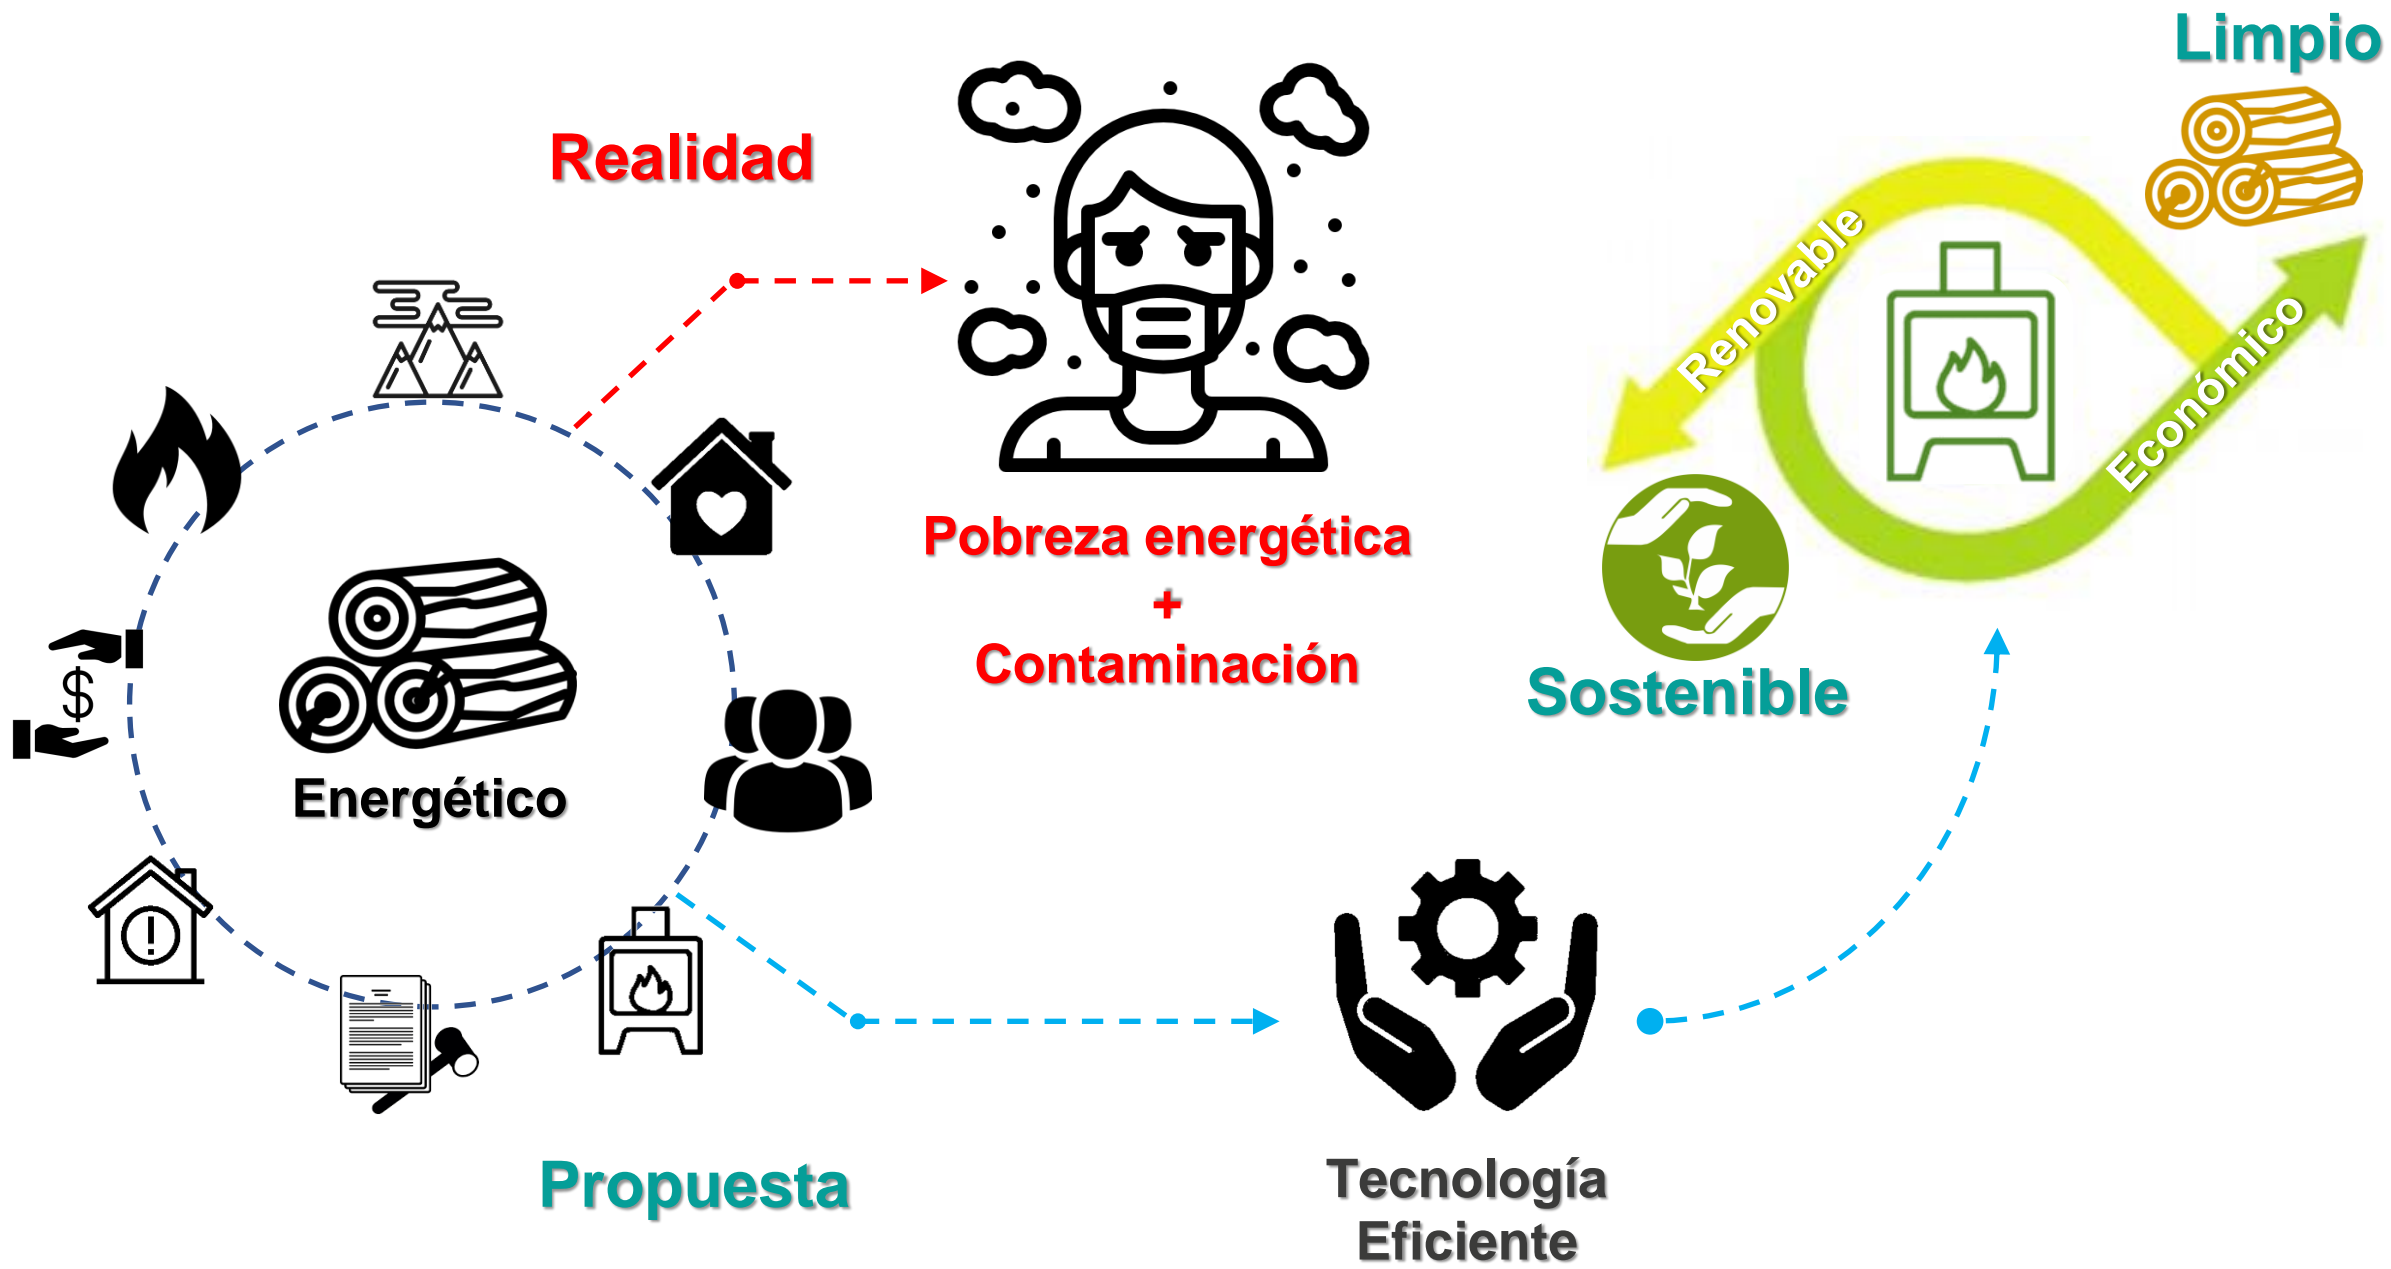 Limpio
Realidad
Renovable
Económico
Pobreza energética
+
Contaminación
Sostenible
$
Energético
Propuesta
Tecnología
Eficiente